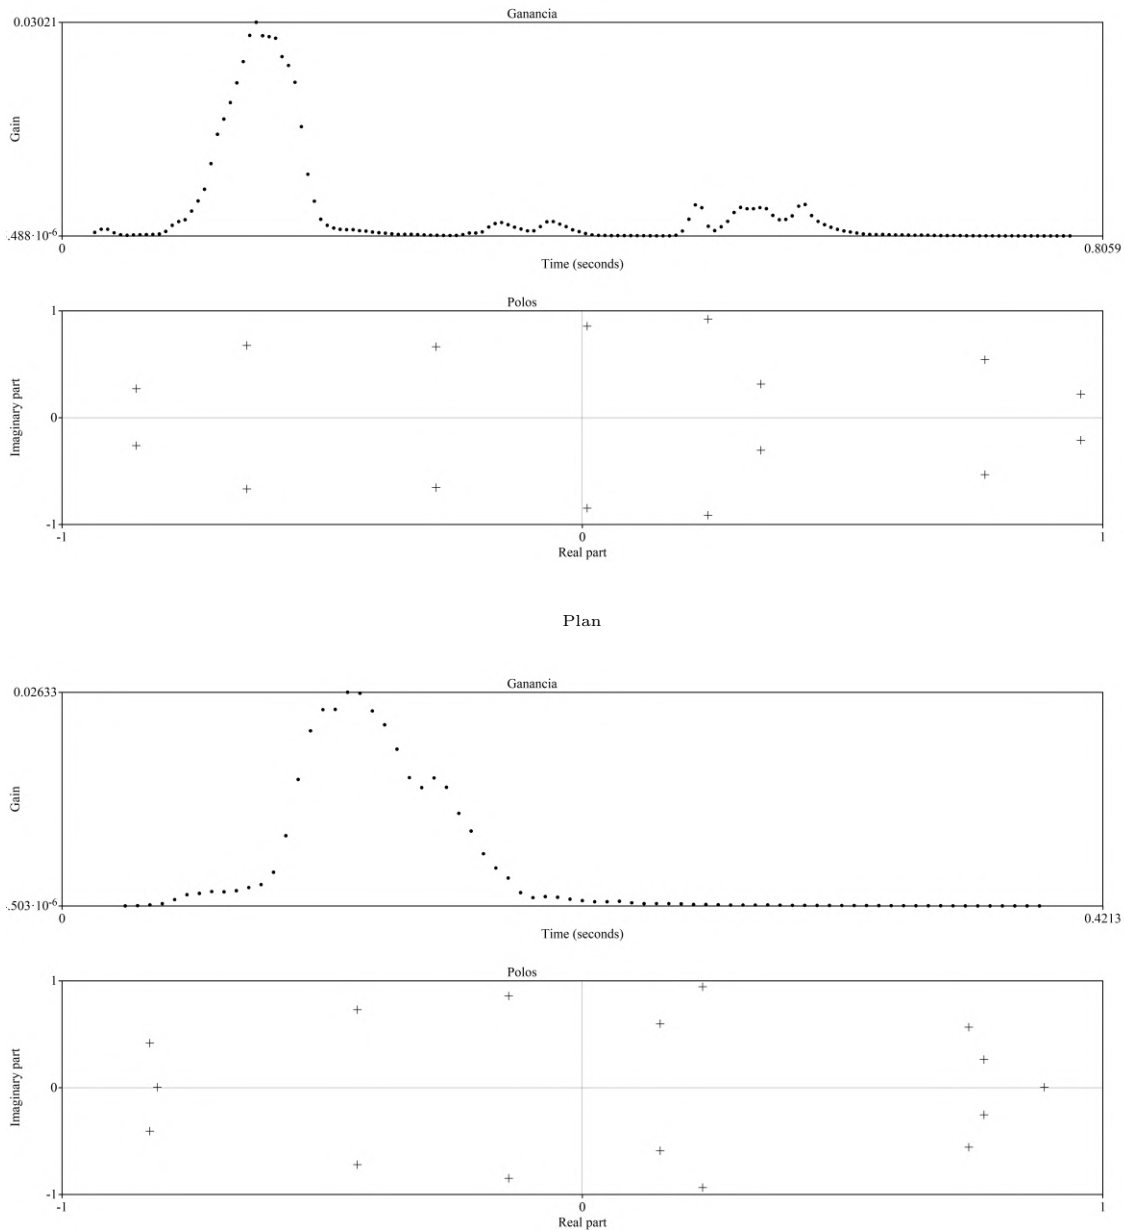 Ganancia
0.03021
Gain
.488·10-6
0
0.8059
Time (seconds)
Polos
1
Imaginary part
0
-1
-1
0
1
Real part
Plan
Ganancia
0.02633
Gain
.503·10-6
0
0.4213
Time (seconds)
Polos
1
Imaginary part
0
-1
-1
0
1
Real part